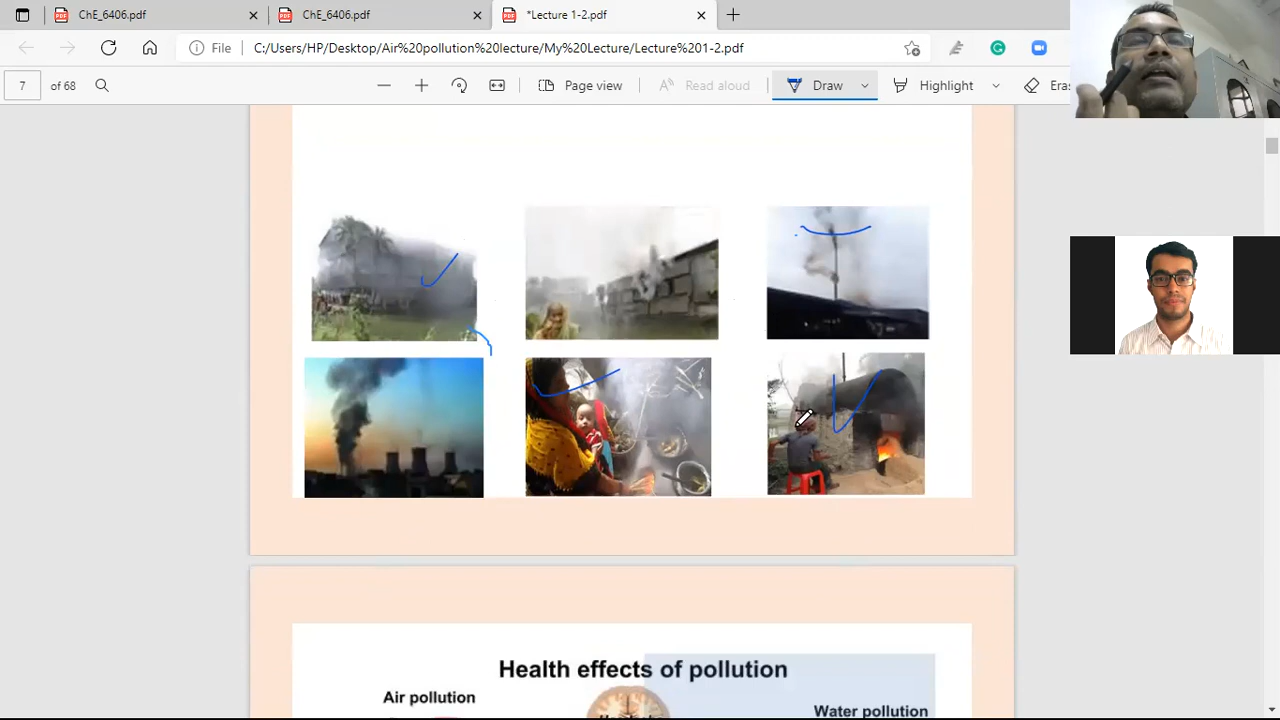 ChE_6406.pdf
ChE_6406.pdf
*Lecture 1-2.pdf
File
C:/Users/HP/Desktop/Air%20pollution%20lecture/My%20Lecture/Lecture%201-2.pdf
7 of 68
Page view
Read aloud
Draw
Highlight
Eras
Health effects of pollution
Air pollution
Water pollution